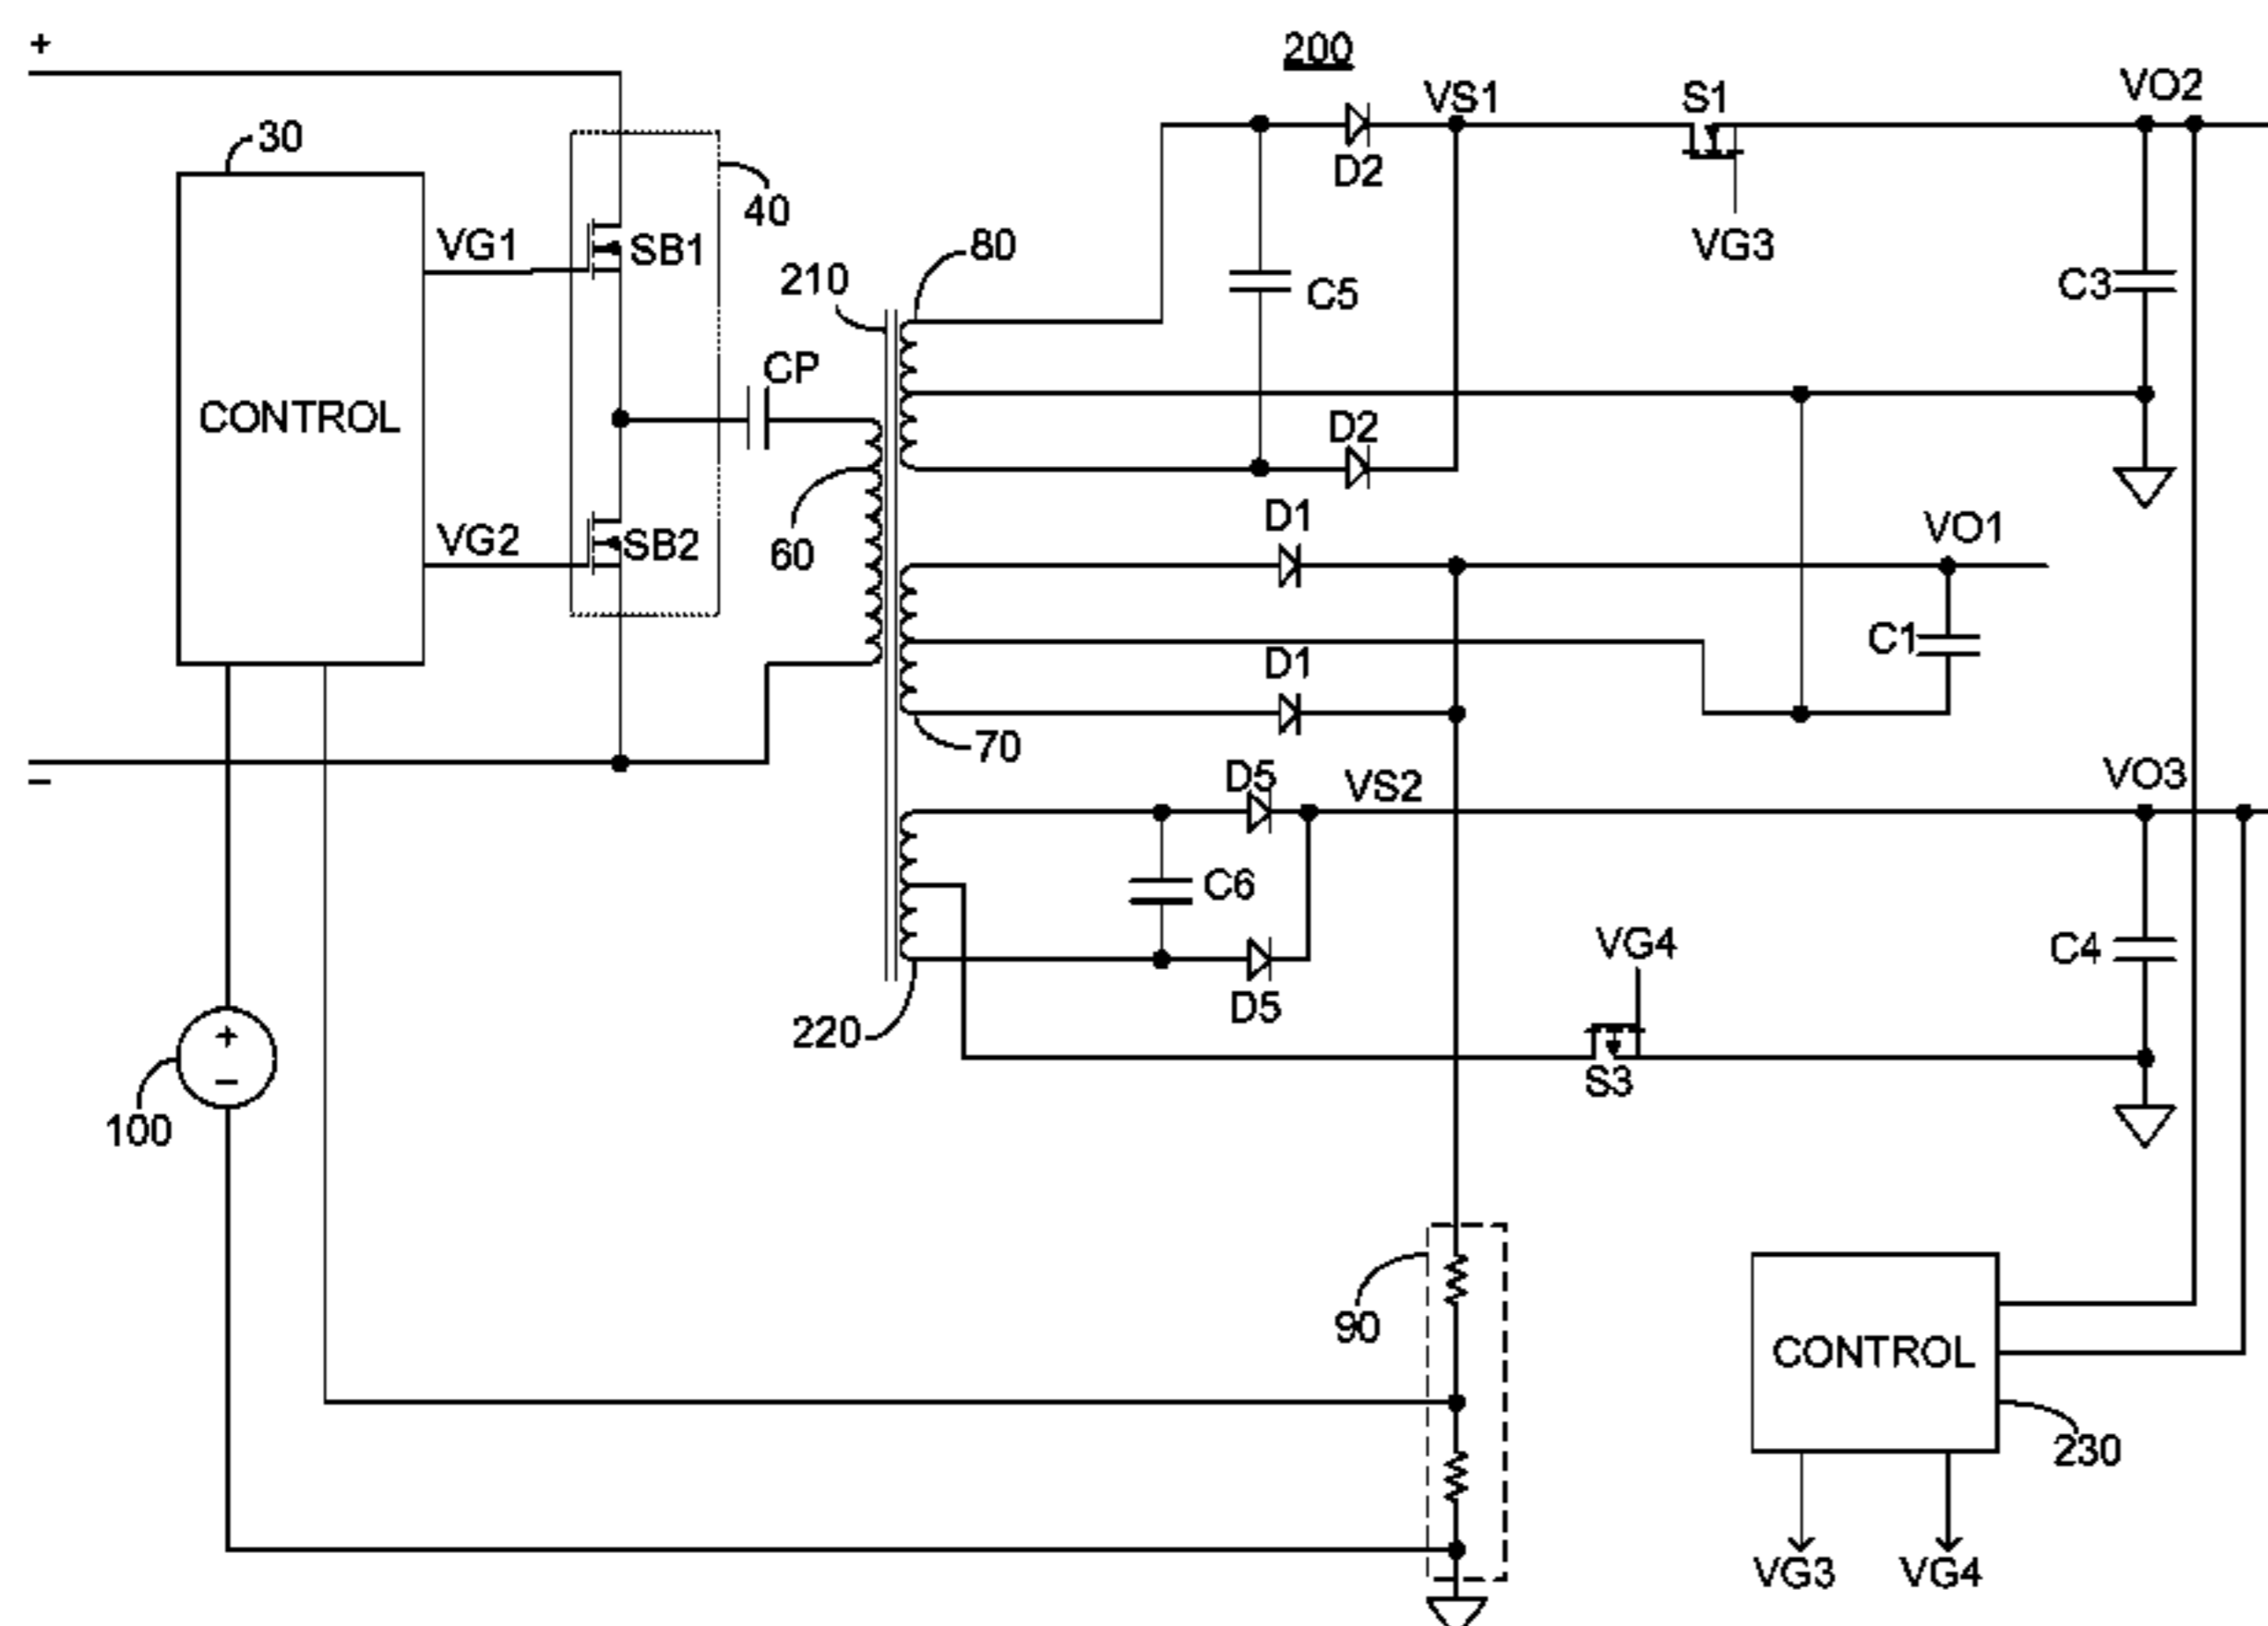 +
200
VS1
S1
VO2
30
D2
40
VG1
SB1
80
VG3
210
C5
C3
CP
CONTROL
D2
D1
VO1
VG2
SB2
60
C1
D1
70
−
D5
VS2
VO3
C6
VG4
C4
D5
220
+
−
S3
100
90
CONTROL
230
VG3
VG4